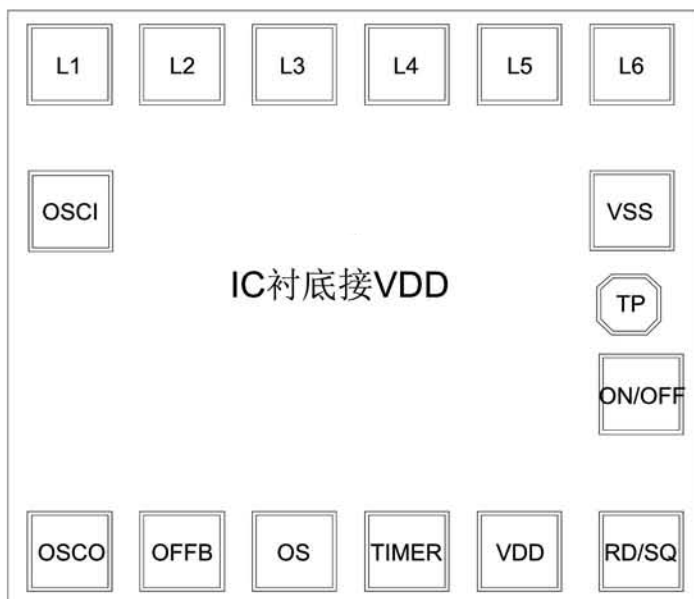 L1 L2 L3 L4 L5 L6
OSCI VSS
IC衬底接VDD
TP
ON/OFF
OSCO OFFB OS TIMER VDD RD/SQ